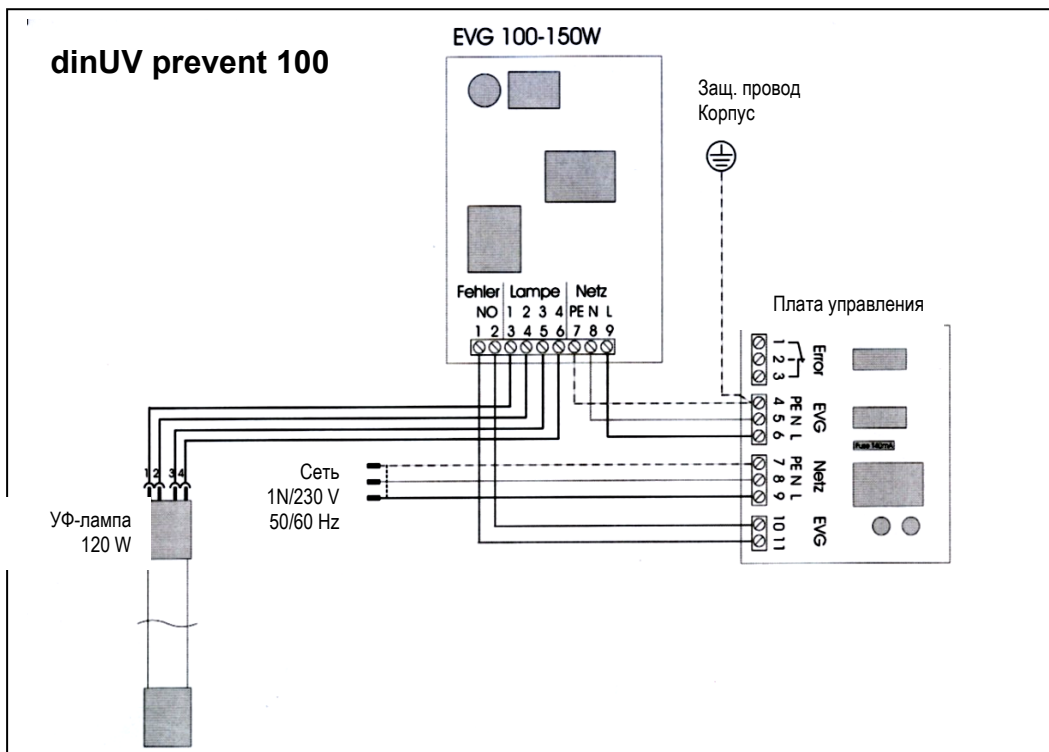 dinUV prevent 100
EVG 100-150W
Защ. провод
Корпус
Fehler Lampe Netz
NO 1 2 3 4 PE N L
1 2 3 4 5 6 7 8 9
Плата управления
1 2 3 Error
4 5 6 PE N L EVG
Fuse 140mA
7 8 9 PE N L Netz
10 11 EVG
Сеть
1N/230 V
50/60 Hz
1 2 3 4
УФ-лампа
120 W